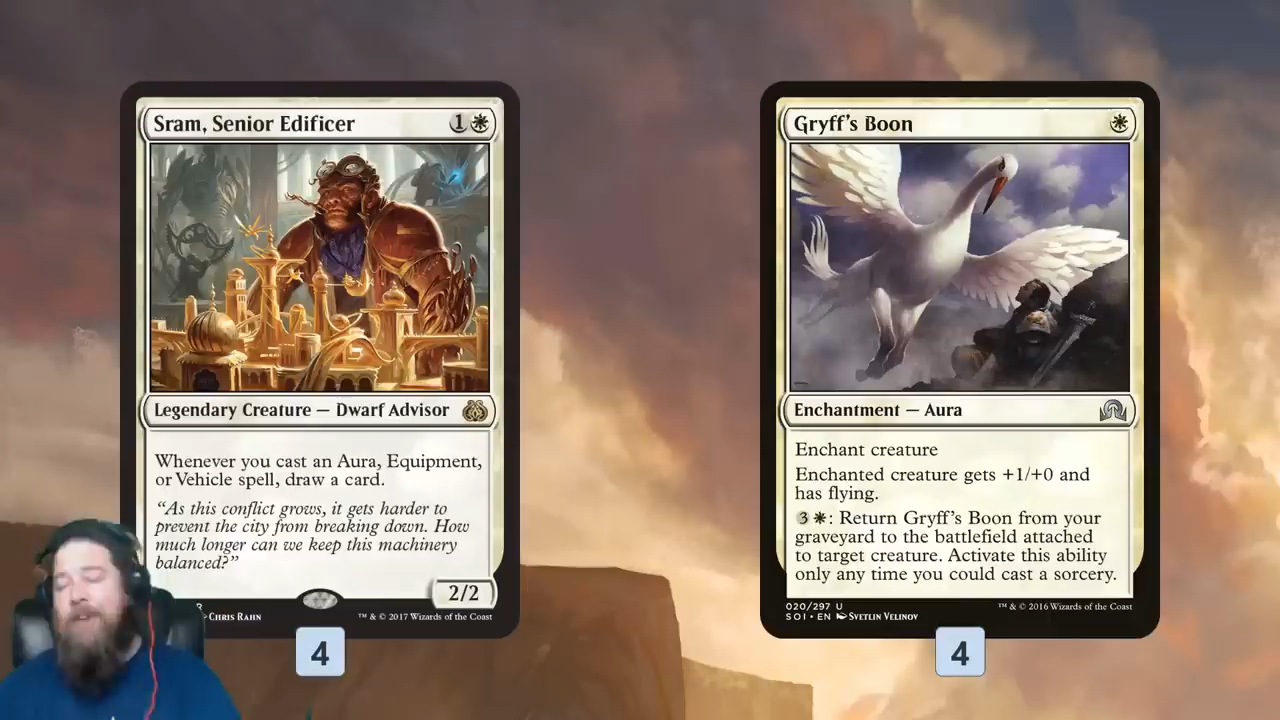 Sram, Senior Edificer 1
Legendary Creature — Dwarf Advisor
Whenever you cast an Aura, Equipment,
or Vehicle spell, draw a card.
“As this conflict grows, it gets harder to
prevent the city from breaking down. How
much longer can we keep this machinery
balanced?”
2/2
R
Chris Rahn ™ & © 2017 Wizards of the Coast
4
Gryff’s Boon
Enchantment — Aura
Enchant creature
Enchanted creature gets +1/+0 and
has flying.
3 : Return Gryff’s Boon from your
graveyard to the battlefield attached
to target creature. Activate this ability
only any time you could cast a sorcery.
020/297 U ™ & © 2016 Wizards of the Coast
SOI • EN Svetlin Velinov
4